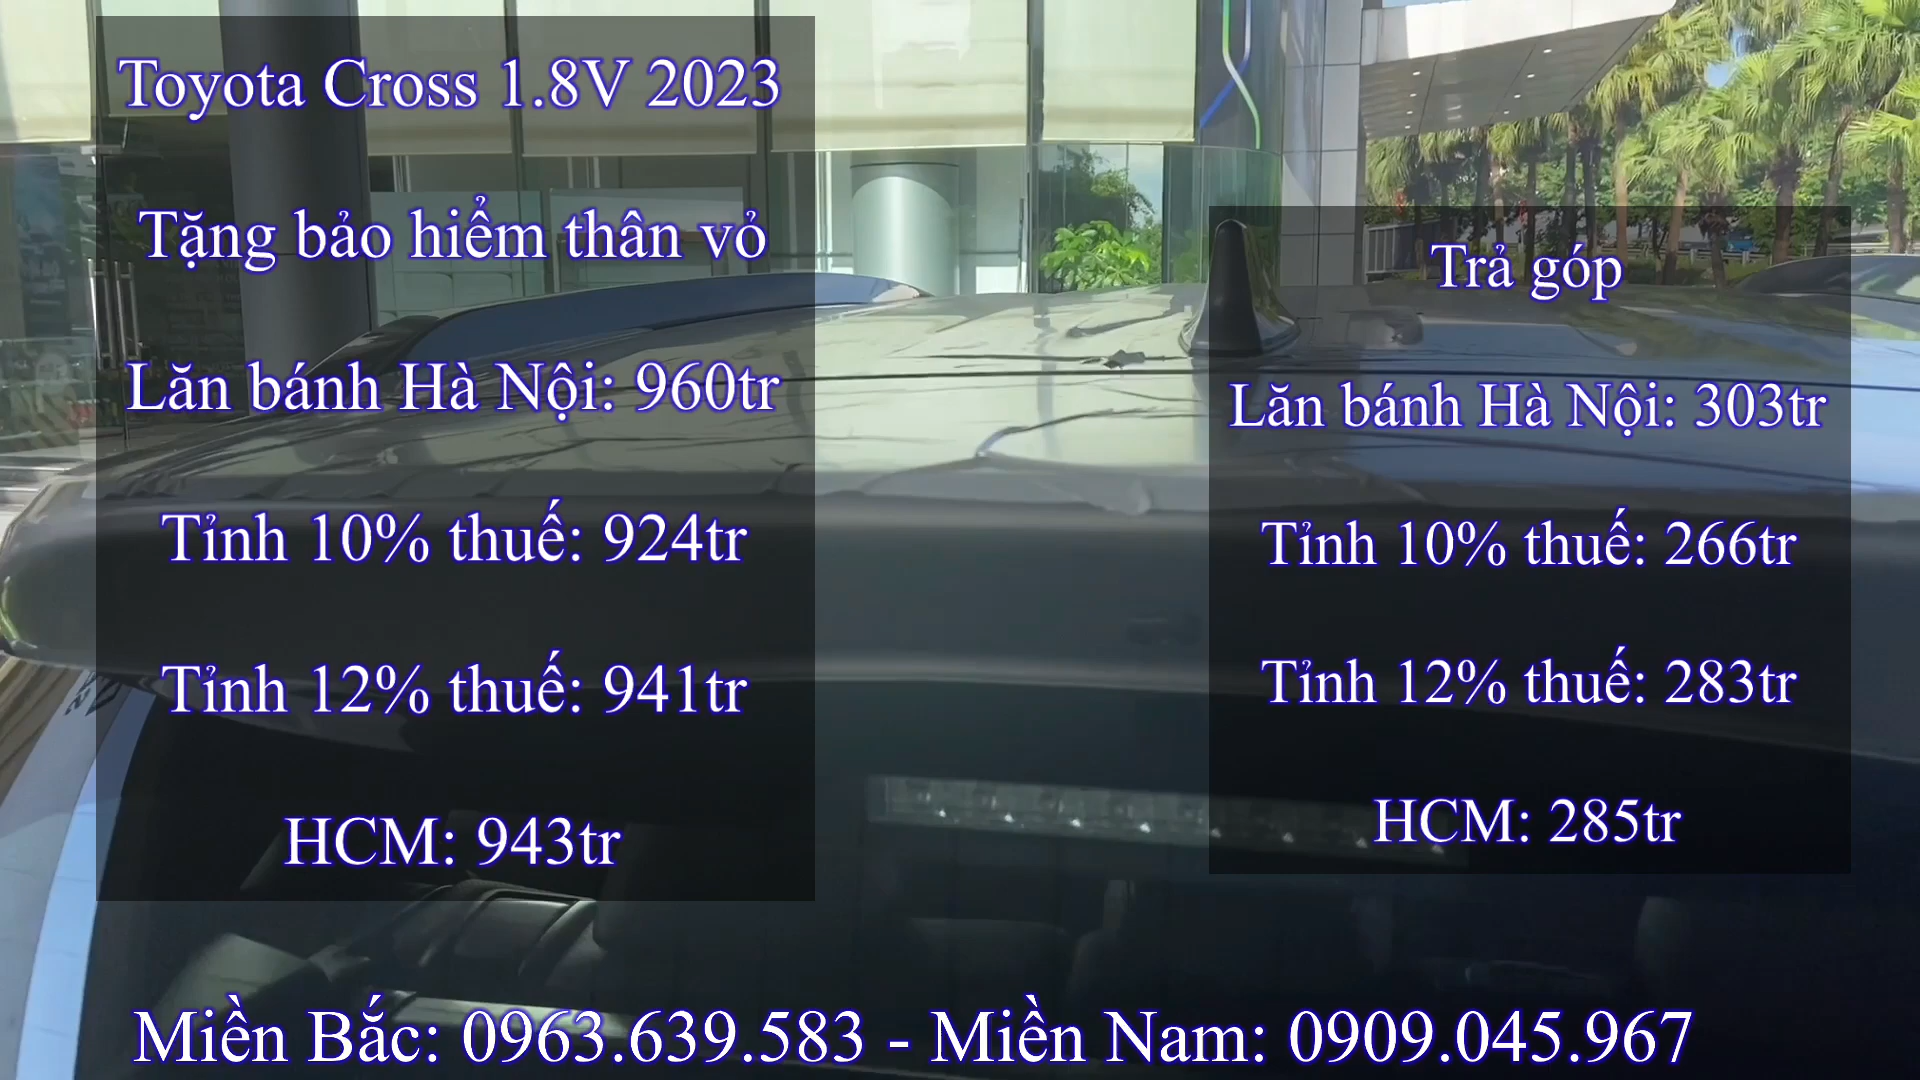 Toyota Cross 1.8V 2023
Tặng bảo hiểm thân vỏ
Lăn bánh Hà Nội: 960tr
Tỉnh 10% thuế: 924tr
Tỉnh 12% thuế: 941tr
HCM: 943tr
Trả góp
Lăn bánh Hà Nội: 303tr
Tỉnh 10% thuế: 266tr
Tỉnh 12% thuế: 283tr
HCM: 285tr
Miền Bắc: 0963.639.583 - Miền Nam: 0909.045.967